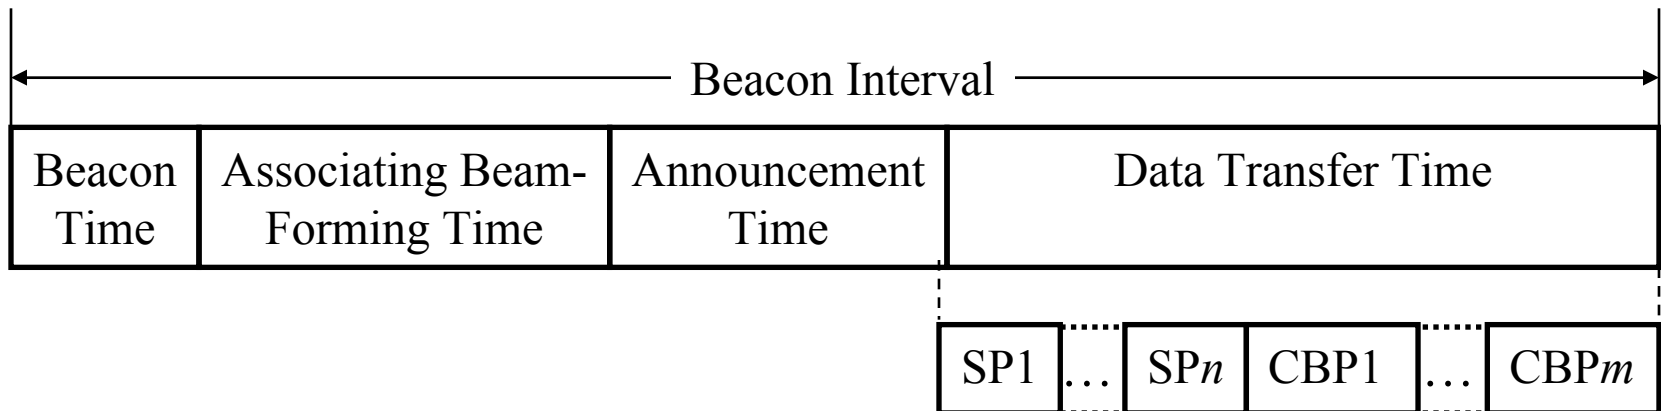 Beacon Interval
Beacon Time
Associating Beam-Forming Time
Announcement Time
Data Transfer Time
SP1 ... SPn CBP1 ... CBPm